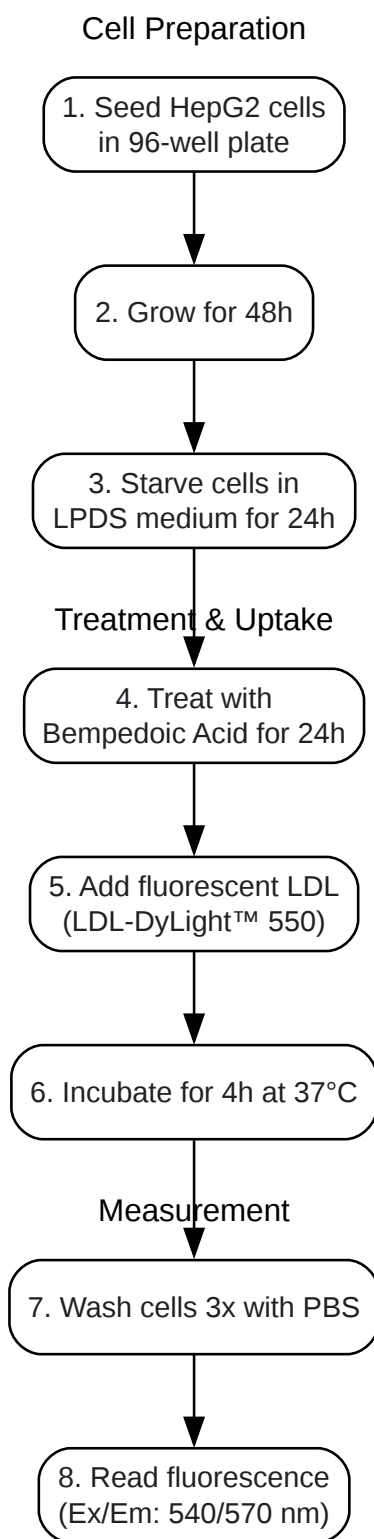 Cell Preparation
1. Seed HepG2 cells
in 96-well plate
2. Grow for 48h
3. Starve cells in
LPDS medium for 24h
Treatment & Uptake
4. Treat with
Bempedoic Acid for 24h
5. Add fluorescent LDL
(LDL-DyLight™ 550)
6. Incubate for 4h at 37°C
Measurement
7. Wash cells 3x with PBS
8. Read fluorescence
(Ex/Em: 540/570 nm)